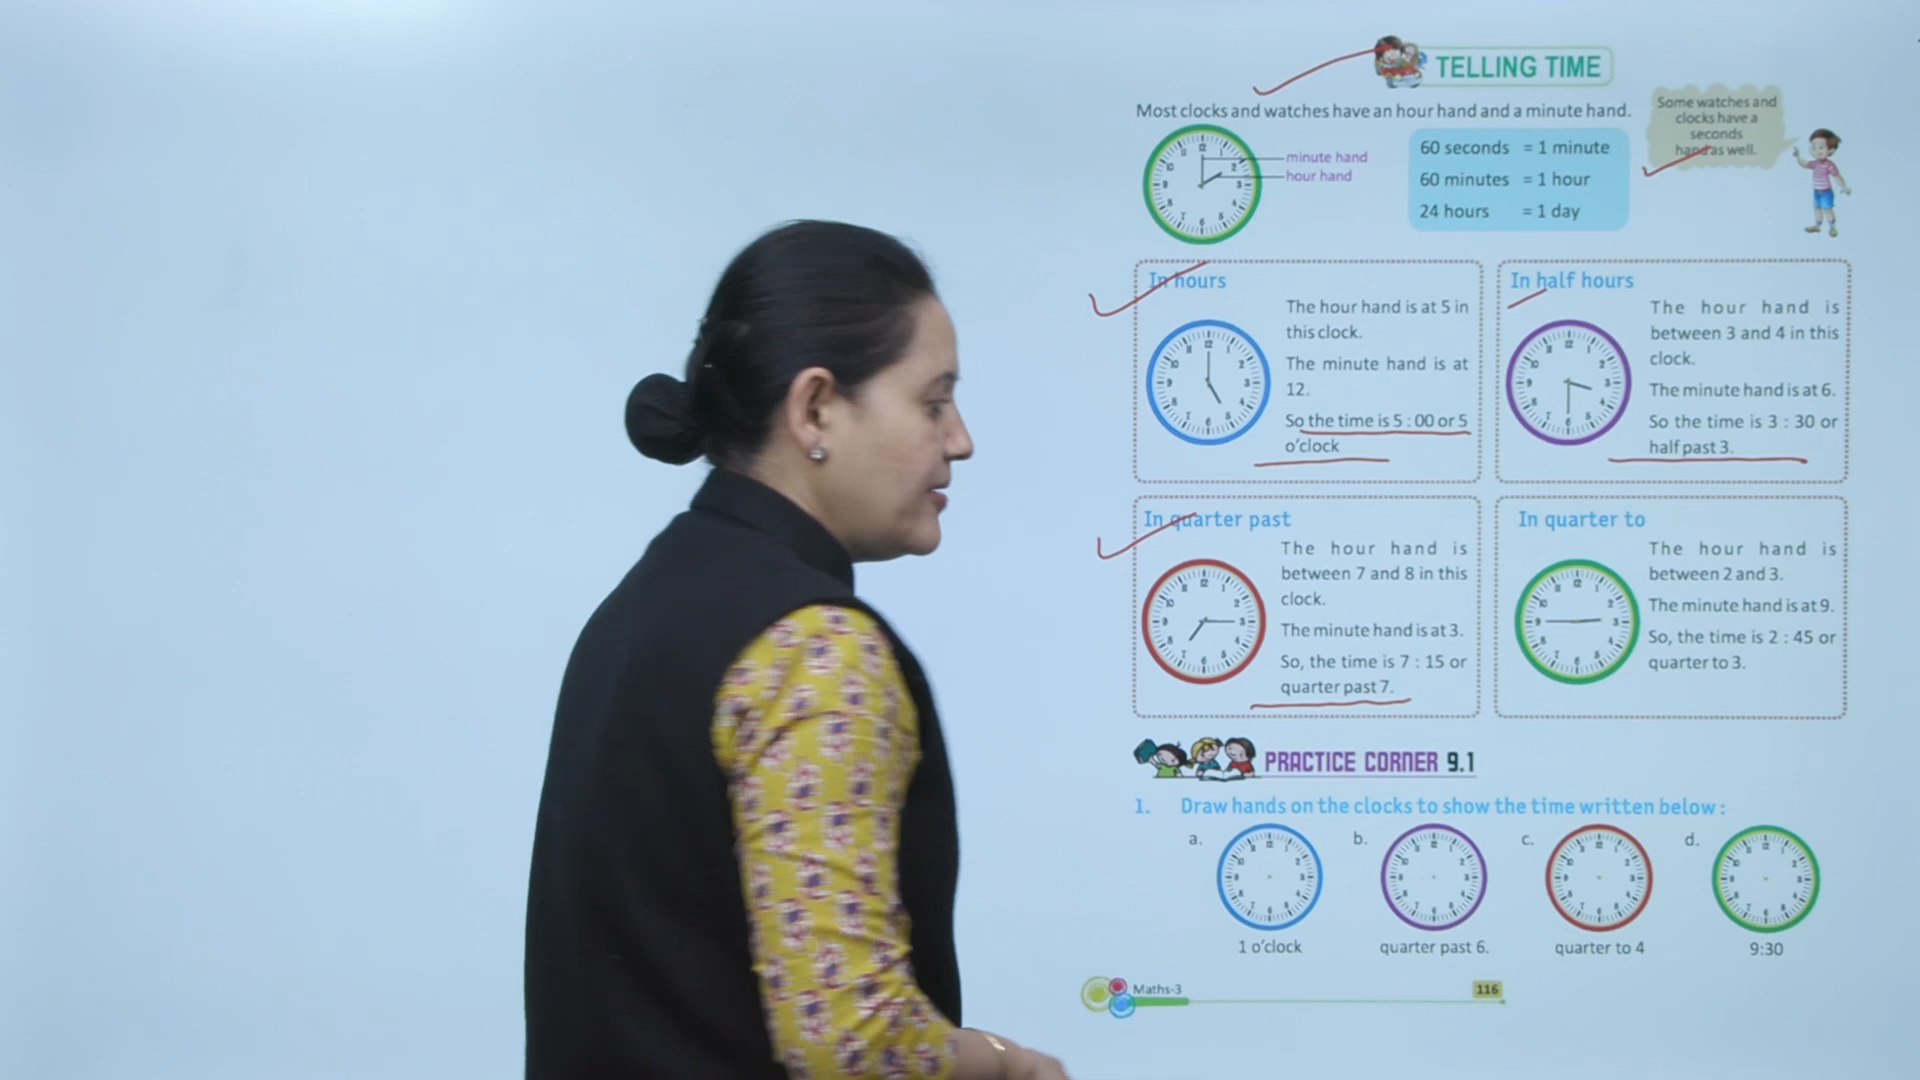 TELLING TIME
Most clocks and watches have an hour hand and a minute hand.
Some watches and
clocks have a
seconds
hand as well.
minute hand
hour hand
60 seconds = 1 minute
60 minutes = 1 hour
24 hours = 1 day
In hours
The hour hand is at 5 in
this clock.
The minute hand is at
12.
So the time is 5 : 00 or 5
o'clock
In half hours
The hour hand is
between 3 and 4 in this
clock.
The minute hand is at 6.
So the time is 3 : 30 or
half past 3.
In quarter past
The hour hand is
between 7 and 8 in this
clock.
The minute hand is at 3.
So, the time is 7 : 15 or
quarter past 7.
In quarter to
The hour hand is
between 2 and 3.
The minute hand is at 9.
So, the time is 2 : 45 or
quarter to 3.
PRACTICE CORNER 9.1
1. Draw hands on the clocks to show the time written below :
a. b. c. d.
1 o'clock quarter past 6. quarter to 4 9:30
Maths-3 116